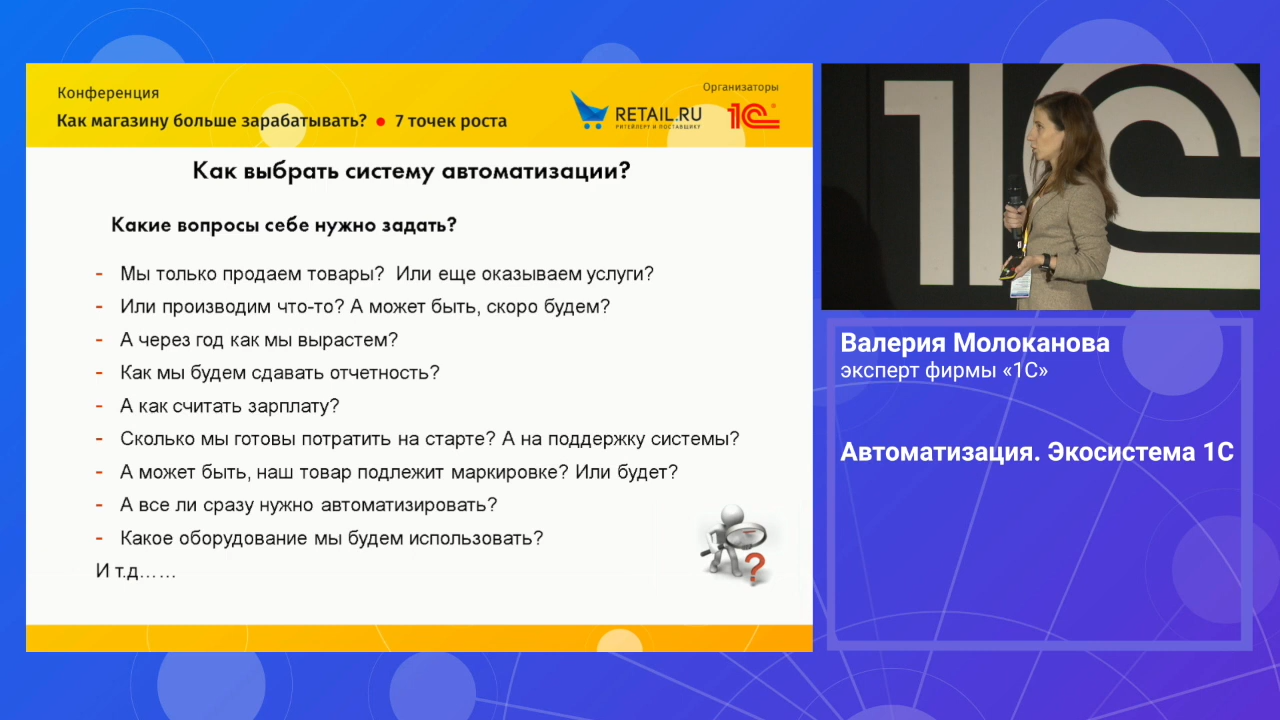 Конференция
Как магазину больше зарабатывать? • 7 точек роста
Организаторы
RETAIL.RU
РИТЕЙЛЕРУ И ПОСТАВЩИКУ
1С
Как выбрать систему автоматизации?
Какие вопросы себе нужно задать?
- Мы только продаем товары? Или еще оказываем услуги?
- Или производим что-то? А может быть, скоро будем?
- А через год как мы вырастем?
- Как мы будем сдавать отчетность?
- А как считать зарплату?
- Сколько мы готовы потратить на старте? А на поддержку системы?
- А может быть, наш товар подлежит маркировке? Или будет?
- А все ли сразу нужно автоматизировать?
- Какое оборудование мы будем использовать?
И т.д……
?
1С
Валерия Молоканова
эксперт фирмы «1С»
Автоматизация. Экосистема 1С